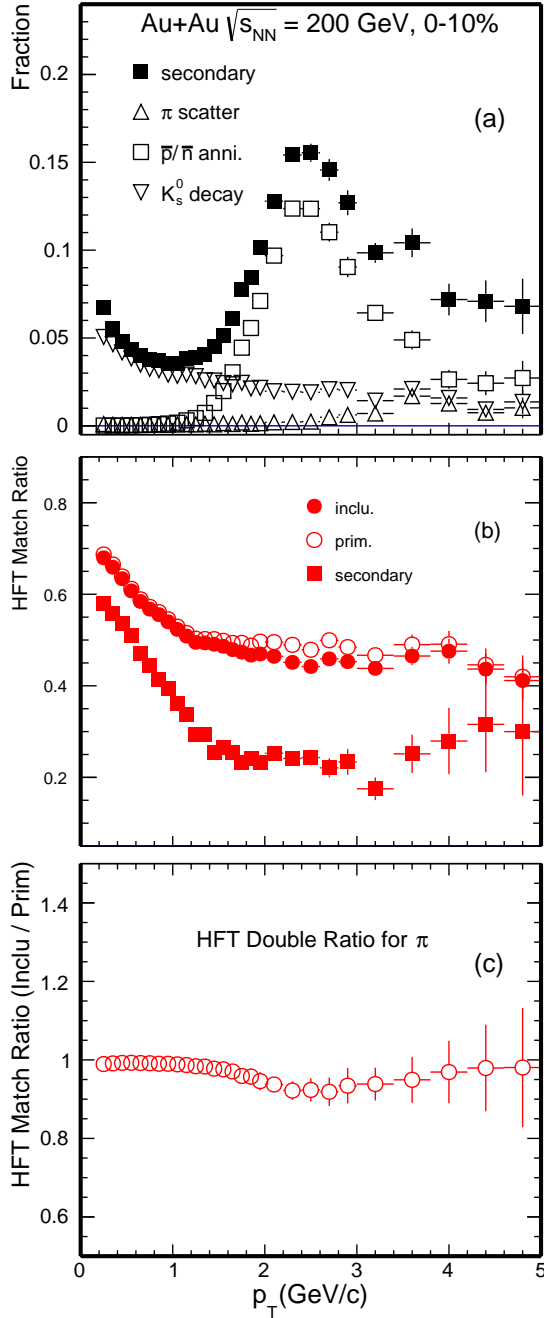 Au+Au √s_NN = 200 GeV, 0-10%
Fraction
0.2
0.15
0.1
0.05
0
secondary
π scatter
p̅/n̅ anni.
K_s^0 decay
(a)
HFT Match Ratio
0.8
0.6
0.4
0.2
inclu.
prim.
secondary
(b)
HFT Match Ratio (Inclu / Prim)
1.4
1.2
1
0.8
0.6
HFT Double Ratio for π
(c)
0 1 2 3 4 5
p_T(GeV/c)